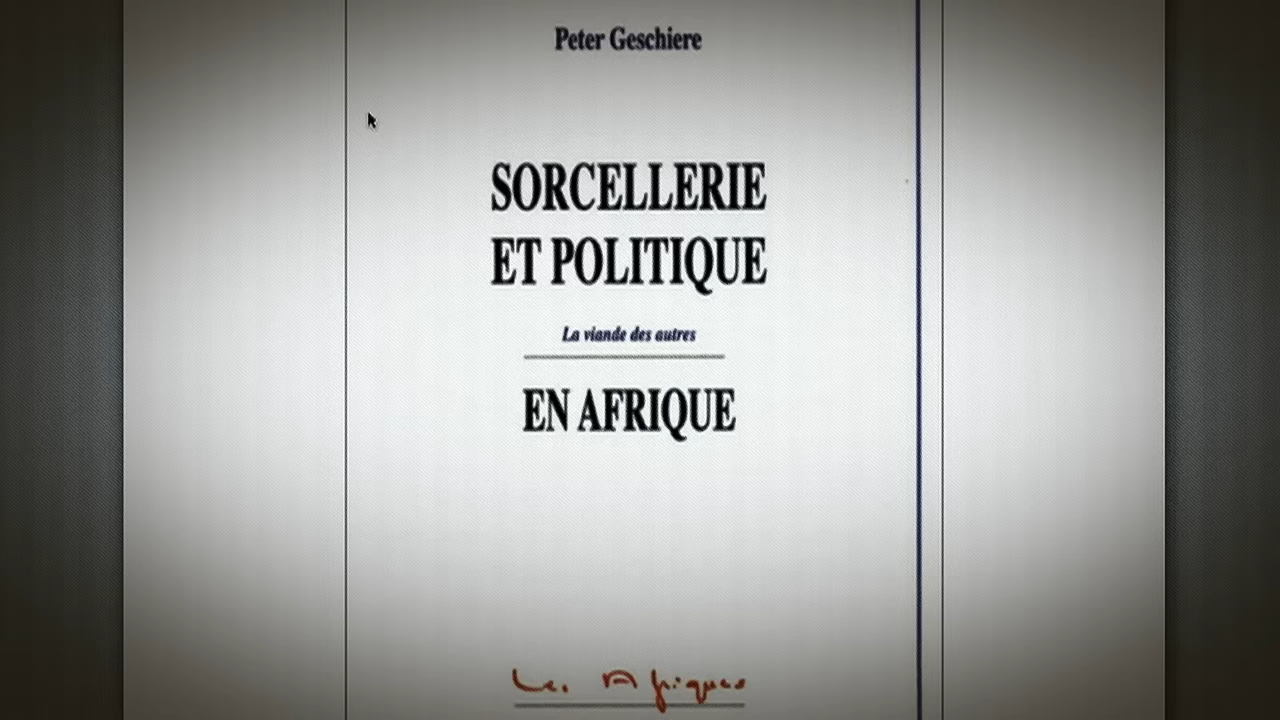 Peter Geschiere
SORCELLERIE
ET POLITIQUE
La viande des autres
EN AFRIQUE
Les Afriques